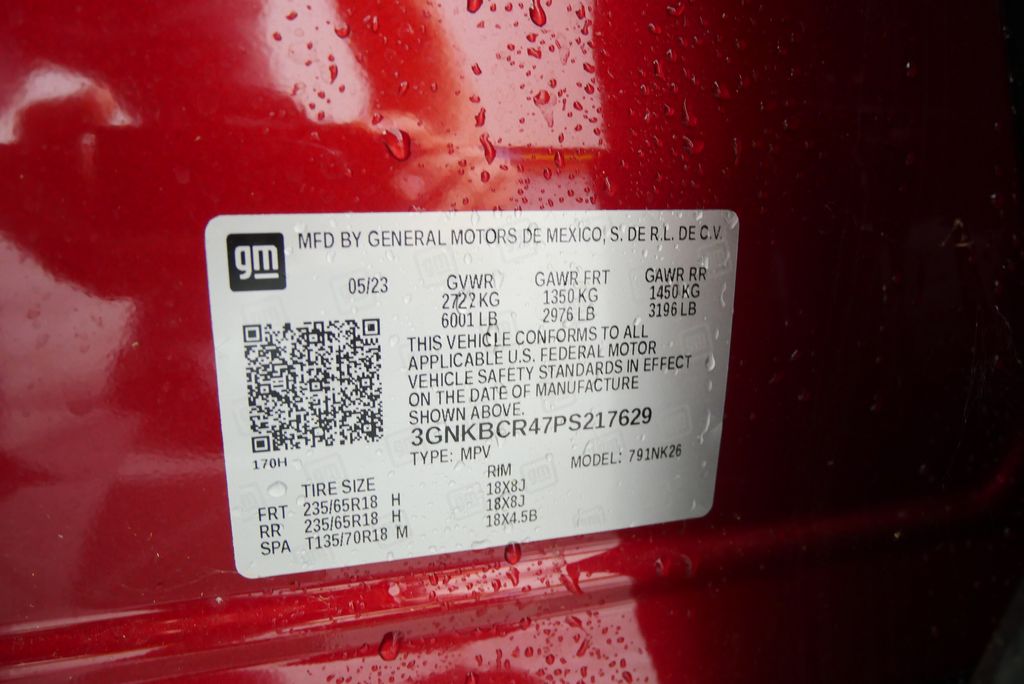 gm
MFD BY GENERAL MOTORS DE MEXICO, S. DE R.L. DE C.V.
05/23 GVWR GAWR FRT GAWR RR
2722 KG 1350 KG 1450 KG
6001 LB 2976 LB 3196 LB
THIS VEHICLE CONFORMS TO ALL
APPLICABLE U.S. FEDERAL MOTOR
VEHICLE SAFETY STANDARDS IN EFFECT
ON THE DATE OF MANUFACTURE
SHOWN ABOVE.
3GNKBCR47PS217629
170H
TYPE: MPV MODEL: 791NK26
TIRE SIZE RIM
FRT 235/65R18 H 18X8J
RR 235/65R18 H 18X8J
SPA T135/70R18 M 18X4.5B